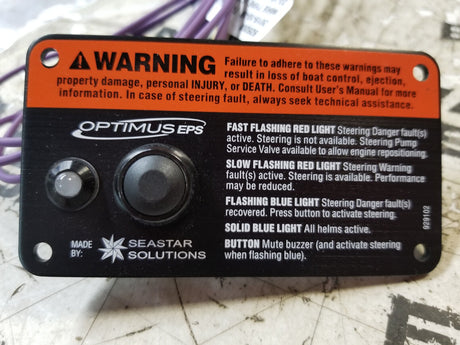 WARNING
Failure to adhere to these warnings may
result in loss of boat control, ejection,
property damage, personal INJURY, or DEATH. Consult User's Manual for more
information. In case of steering fault, always seek technical assistance.
OPTIMUS EPS
FAST FLASHING RED LIGHT Steering Danger fault(s)
active. Steering is not available. Steering Pump
Service Valve available to enable engine repositioning.
SLOW FLASHING RED LIGHT Steering Warning
fault(s) active. Steering is available. Performance
may be reduced.
FLASHING BLUE LIGHT Steering Danger fault(s)
recovered. Press button to activate steering.
SOLID BLUE LIGHT All helms active.
BUTTON Mute buzzer (and activate steering
when flashing blue).
MADE
BY:
SEASTAR
SOLUTIONS
929102